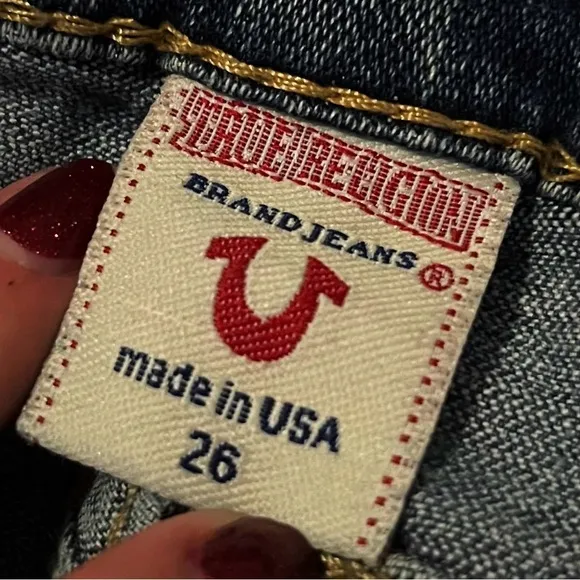 TRUE RELIGION
BRAND JEANS ®
made in USA
26